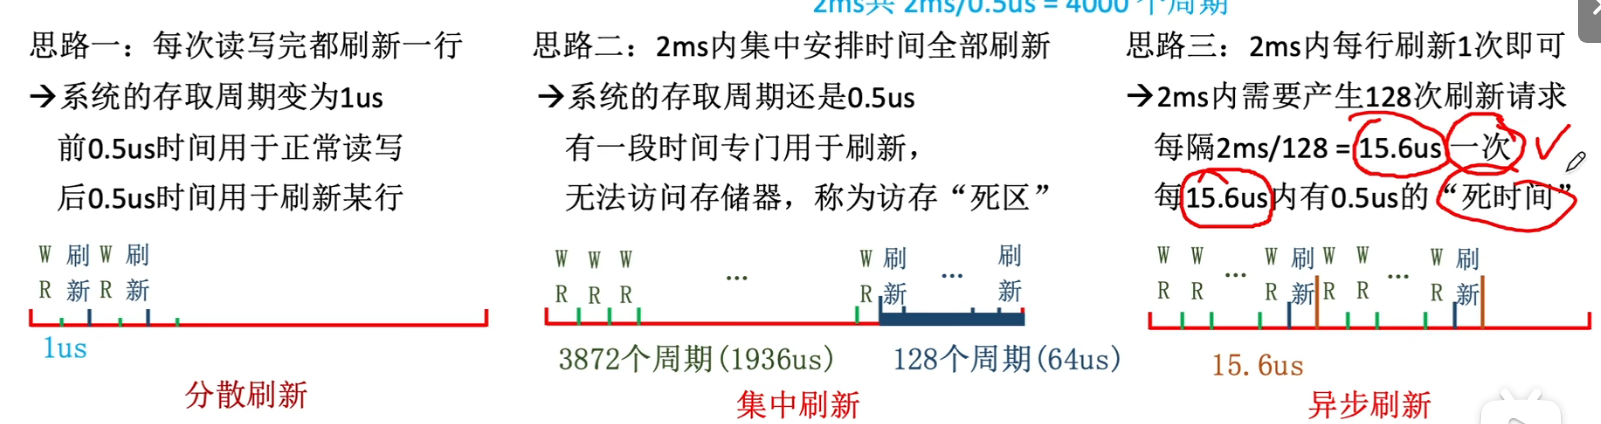 2ms共 2ms/0.5us = 4000 个周期
思路一：每次读写完都刷新一行
→系统的存取周期变为1us
前0.5us时间用于正常读写
后0.5us时间用于刷新某行
W 刷 W 刷
R 新 R 新
1us
分散刷新
思路二：2ms内集中安排时间全部刷新
→系统的存取周期还是0.5us
有一段时间专门用于刷新，
无法访问存储器，称为访存“死区”
W W W ... W 刷 ... 刷
R R R R 新 新
3872个周期(1936us) 128个周期(64us)
集中刷新
思路三：2ms内每行刷新1次即可
→2ms内需要产生128次刷新请求
每隔2ms/128 = 15.6us一次
每15.6us内有0.5us的“死时间”
W W ... W 刷 W W ... W 刷
R R R 新 R R R 新
15.6us
异步刷新